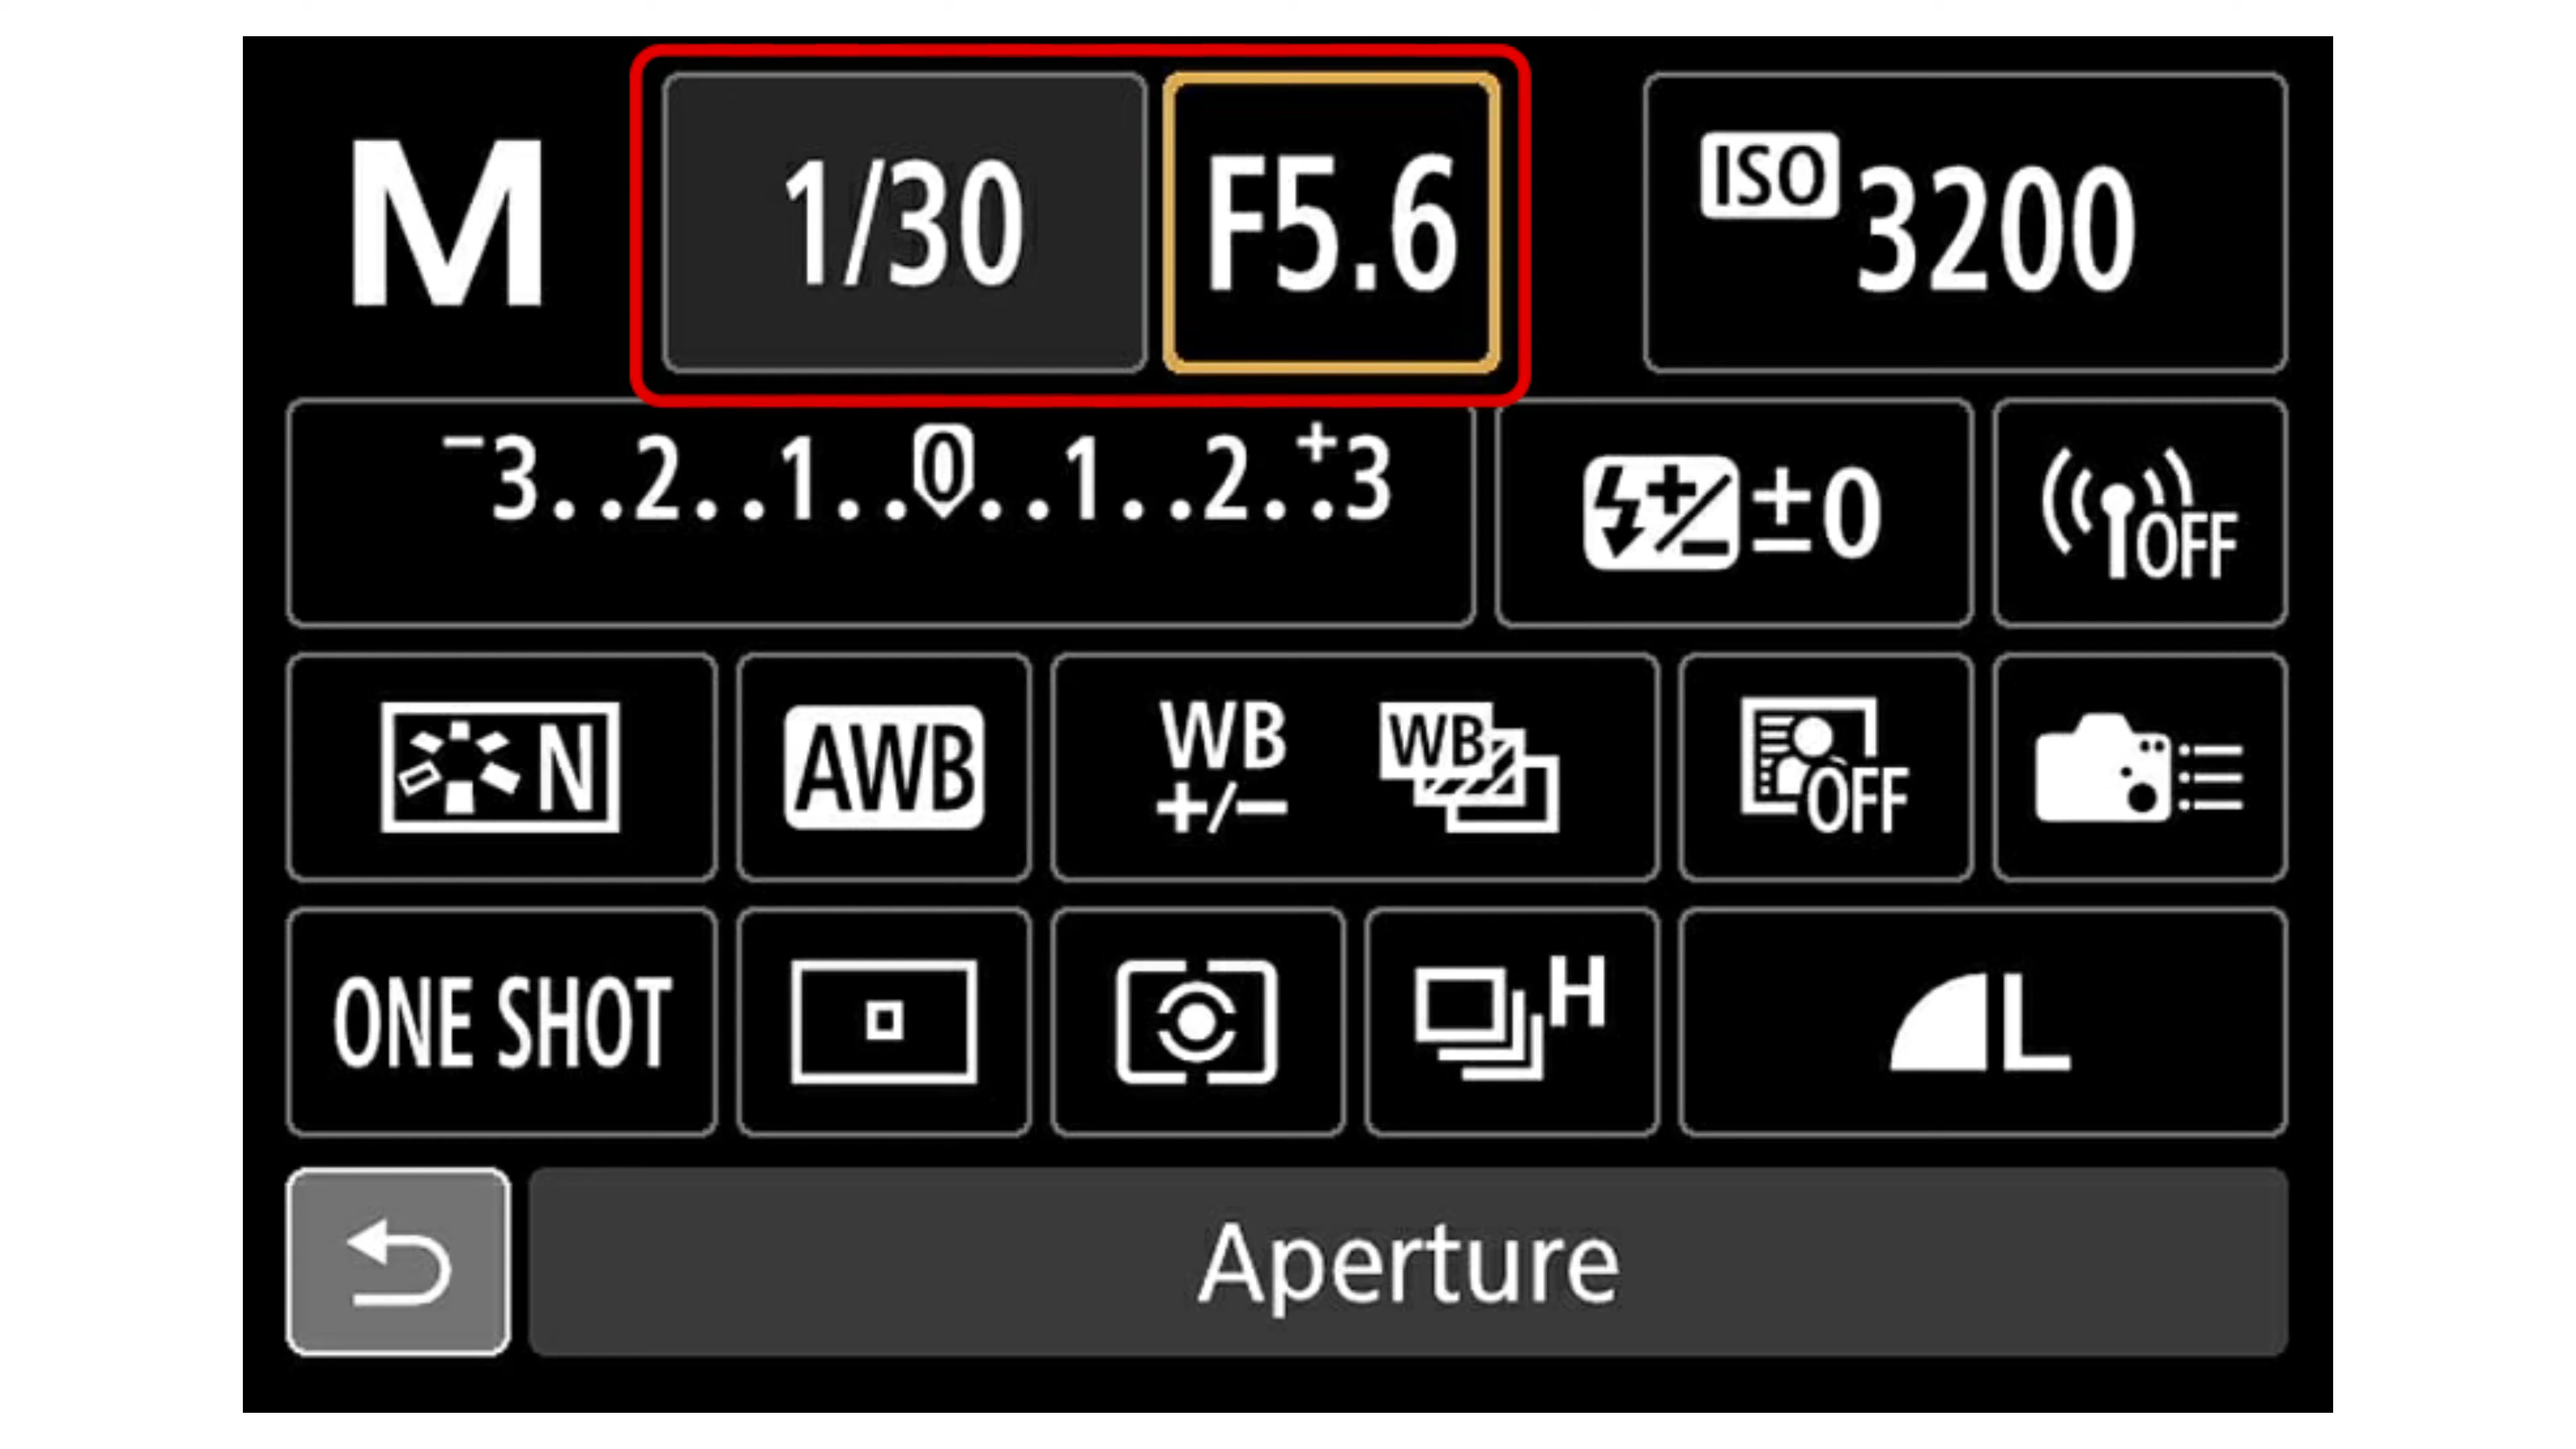 M 1/30 F5.6 ISO 3200
-3..2..1..0..1..2..+3 ±0 OFF
N AWB WB +/- WB OFF
ONE SHOT H L
Aperture